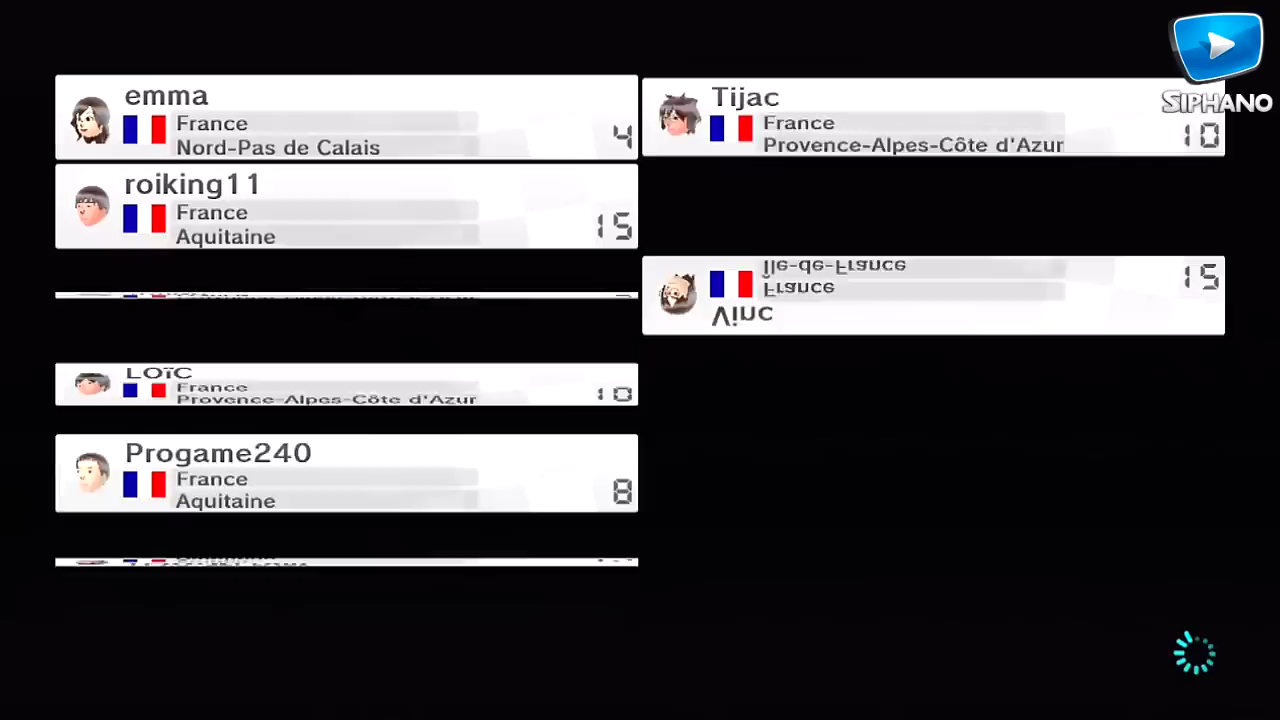 SIPHANO
emma
France
Nord-Pas de Calais
4
roiking11
France
Aquitaine
15
LOïC
France
Provence-Alpes-Côte d'Azur
10
Progame240
France
Aquitaine
8
Tijac
France
Provence-Alpes-Côte d'Azur
10
Île-de-France
France
15
Vinc